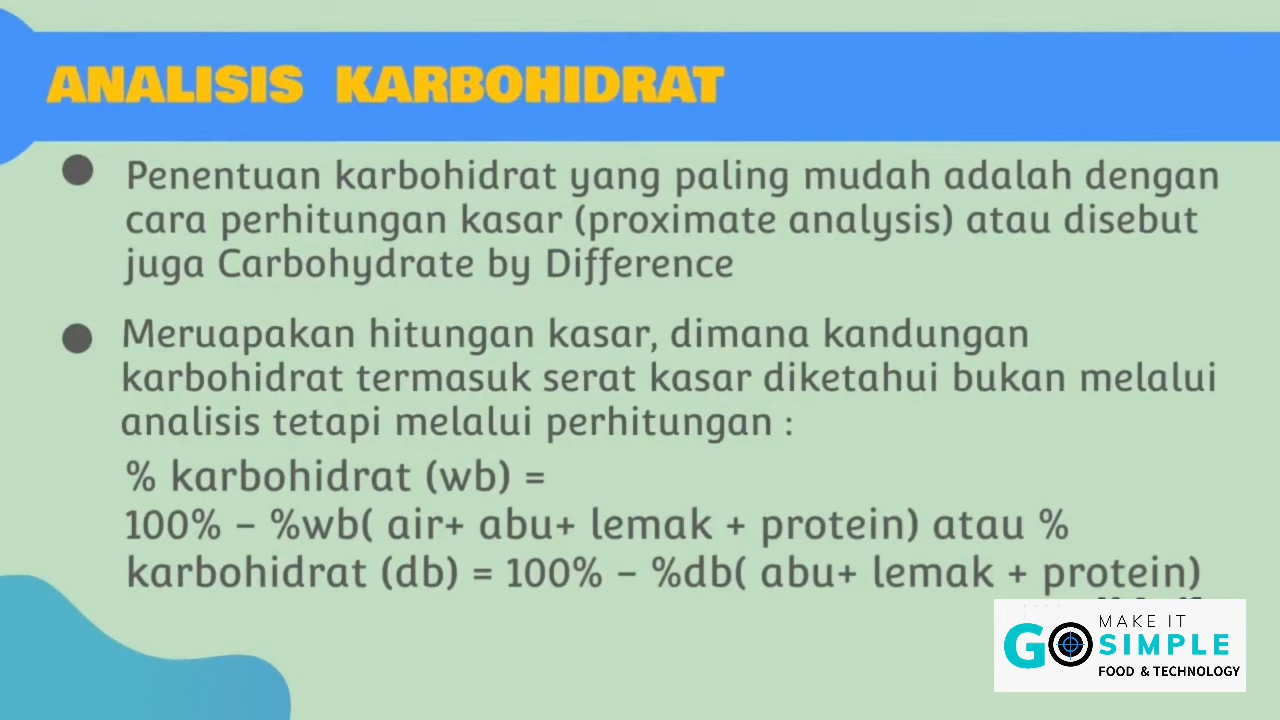 ANALISIS KARBOHIDRAT
Penentuan karbohidrat yang paling mudah adalah dengan
cara perhitungan kasar (proximate analysis) atau disebut
juga Carbohydrate by Difference
Meruapakan hitungan kasar, dimana kandungan
karbohidrat termasuk serat kasar diketahui bukan melalui
analisis tetapi melalui perhitungan :
% karbohidrat (wb) =
100% – %wb( air+ abu+ lemak + protein) atau %
karbohidrat (db) = 100% – %db( abu+ lemak + protein)
MAKE IT
GO SIMPLE
FOOD & TECHNOLOGY